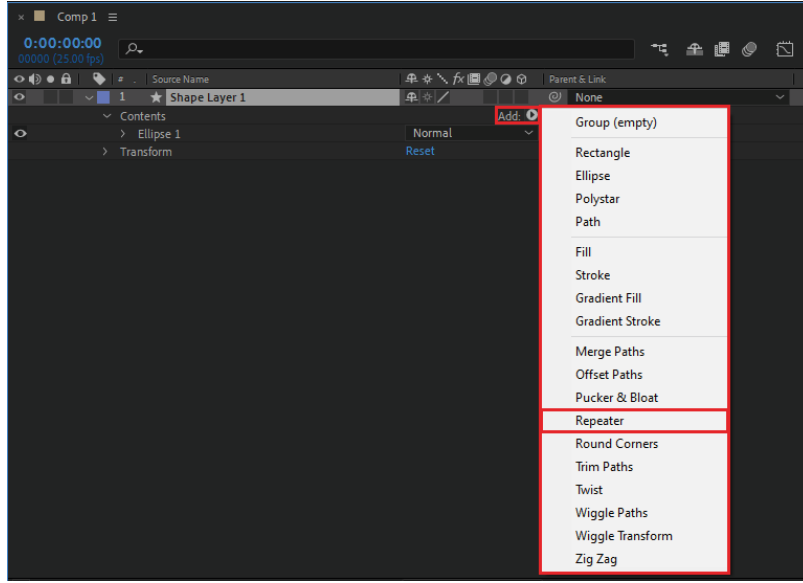 × Comp 1 ≡
0:00:00:00
00000 (25.00 fps)
# . Source Name fx Parent & Link
1 Shape Layer 1 None
Contents Add:
Ellipse 1 Normal
Transform Reset
Group (empty)
Rectangle
Ellipse
Polystar
Path
Fill
Stroke
Gradient Fill
Gradient Stroke
Merge Paths
Offset Paths
Pucker & Bloat
Repeater
Round Corners
Trim Paths
Twist
Wiggle Paths
Wiggle Transform
Zig Zag